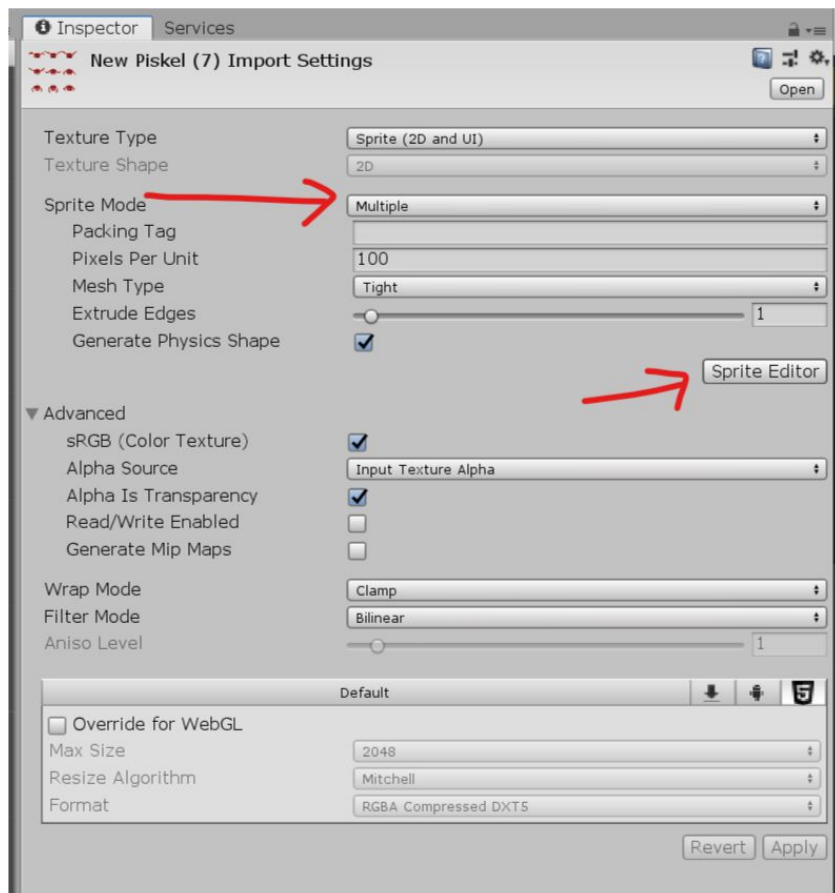 Inspector Services
New Piskel (7) Import Settings
Open
Texture Type Sprite (2D and UI)
Texture Shape 2D
Sprite Mode Multiple
Packing Tag
Pixels Per Unit 100
Mesh Type Tight
Extrude Edges 1
Generate Physics Shape
Sprite Editor
Advanced
sRGB (Color Texture)
Alpha Source Input Texture Alpha
Alpha Is Transparency
Read/Write Enabled
Generate Mip Maps
Wrap Mode Clamp
Filter Mode Bilinear
Aniso Level 1
Default
Override for WebGL
Max Size 2048
Resize Algorithm Mitchell
Format RGBA Compressed DXT5
Revert Apply